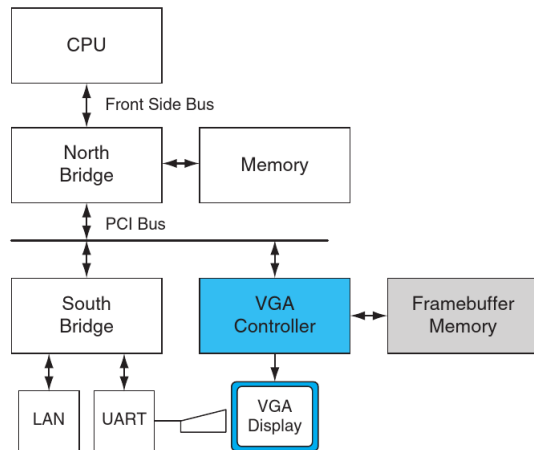 CPU
Front Side Bus
North
Bridge
Memory
PCI Bus
South
Bridge
VGA
Controller
Framebuffer
Memory
LAN
UART
VGA
Display